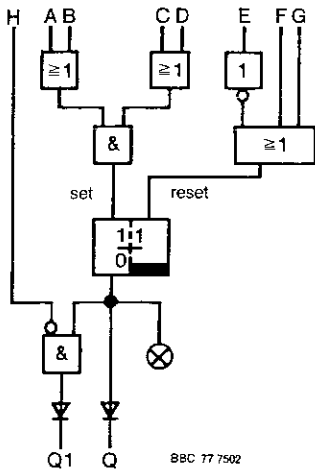 H A B C D E F G
≧1 ≧1 1
& ≧1
set reset
1 1
0
&
Q1 Q BBC 77 7502